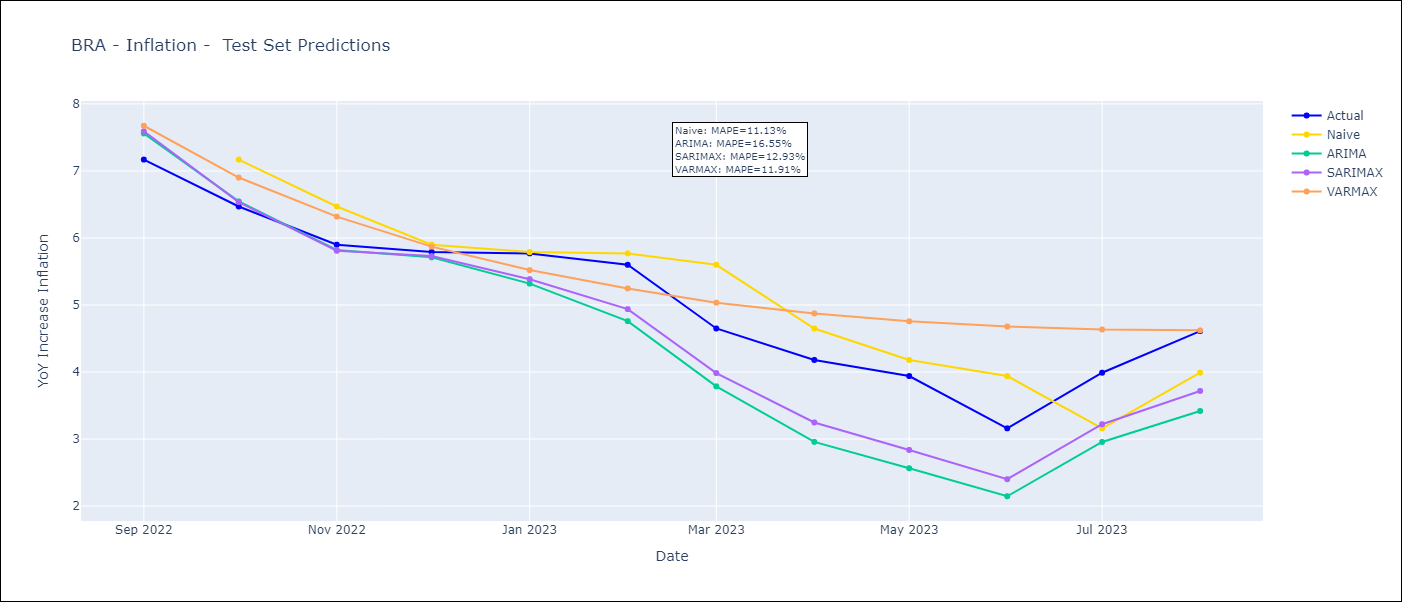 BRA - Inflation -  Test Set Predictions
8
7
6
5
4
3
2
YoY Increase Inflation
Naive: MAPE=11.13%
ARIMA: MAPE=16.55%
SARIMAX: MAPE=12.93%
VARMAX: MAPE=11.91%
Actual
Naive
ARIMA
SARIMAX
VARMAX
Sep 2022
Nov 2022
Jan 2023
Mar 2023
May 2023
Jul 2023
Date